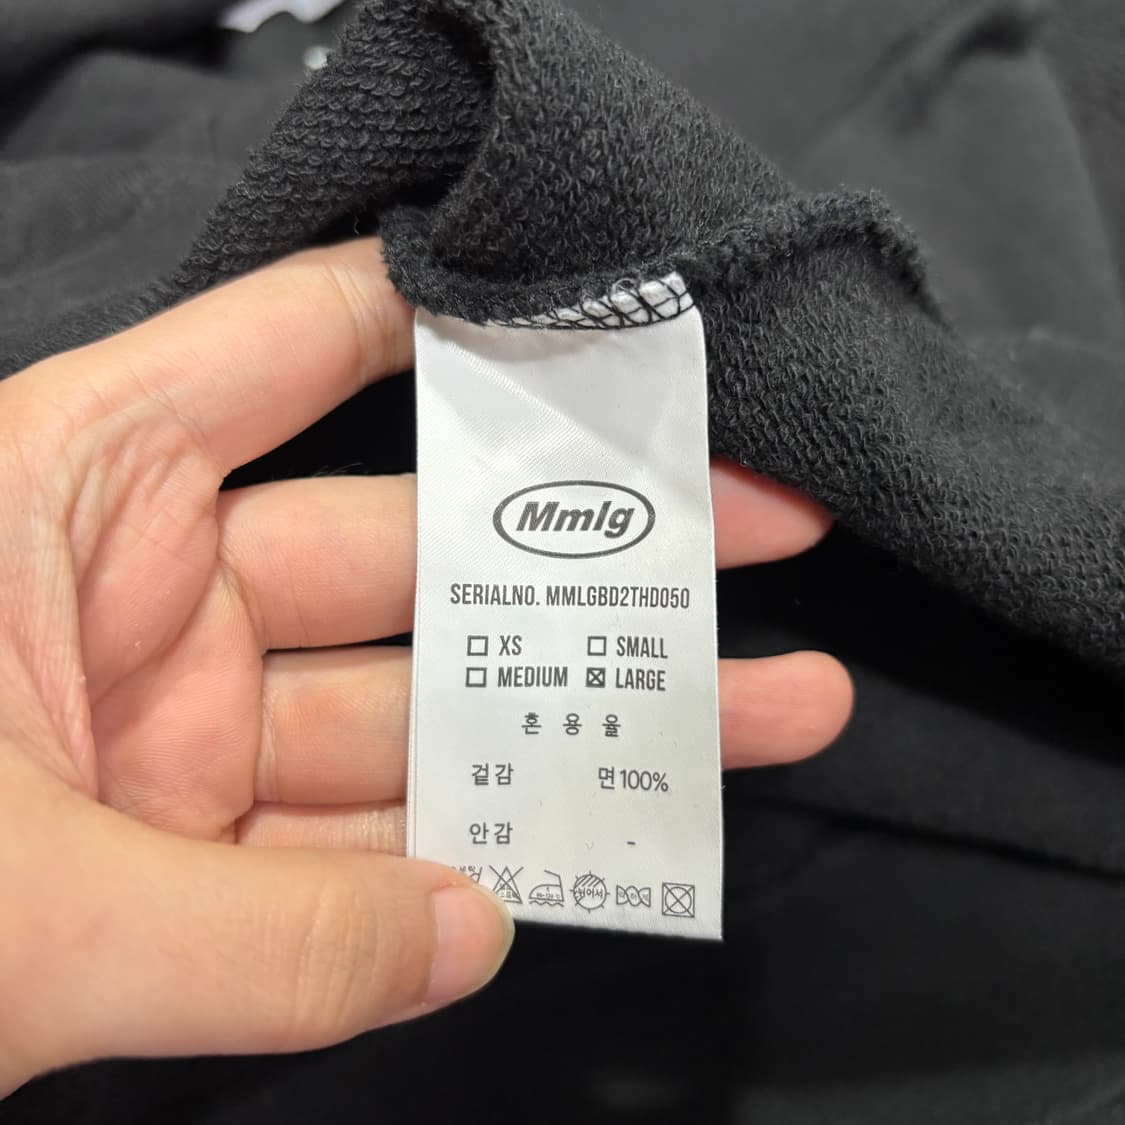 Mmlg
SERIALNO. MMLGBD2THD050
☐ XS ☐ SMALL
☐ MEDIUM ☒ LARGE
혼 용 율
겉감 면100%
안감 -